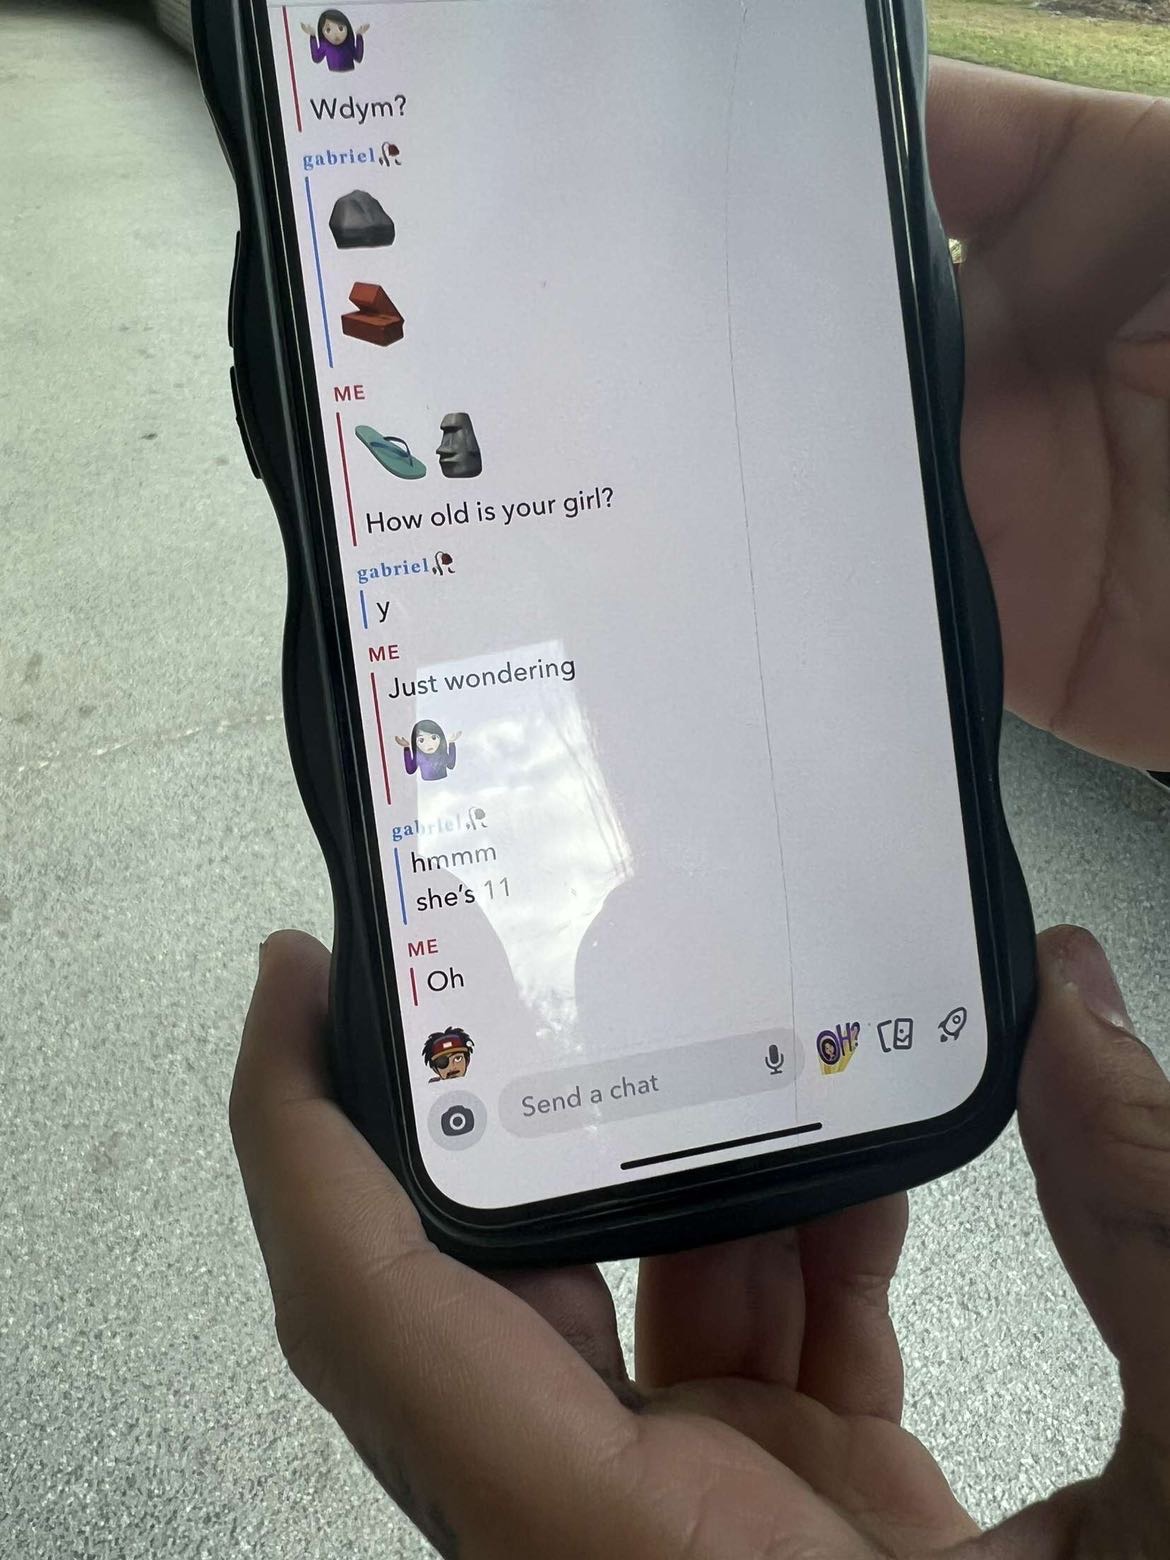 Wdym?
gabriel
ME
How old is your girl?
gabriel
y
ME
Just wondering
gabriel
hmmm
she's 11
ME
Oh
Send a chat
OH?